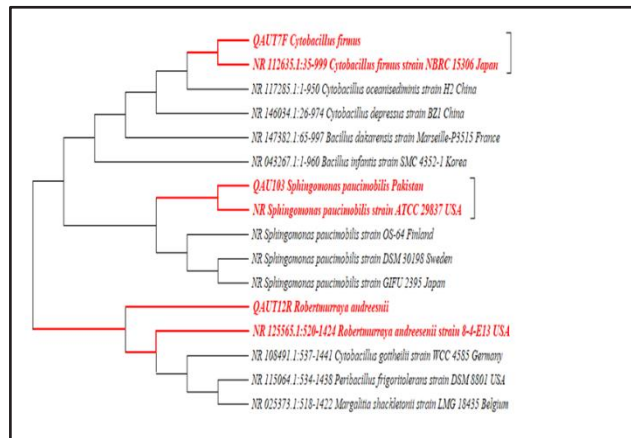 QAUT7F Cytobacillus firmus
NR 112635.1:35-999 Cytobacillus firmus strain NBRC 15306 Japan
NR 117285.1:1-950 Cytobacillus oceanisediminis strain H2 China
NR 146034.1:26-974 Cytobacillus depressus strain BZ1 China
NR 147382.1:65-997 Bacillus dakarensis strain Marseille-P3515 France
NR 043267.1:1-960 Bacillus infantis strain SMC 4352-1 Korea
QAU103 Sphingomonas paucimobilis Pakistan
NR Sphingomonas paucimobilis strain ATCC 29837 USA
NR Sphingomonas paucimobilis strain OS-64 Finland
NR Sphingomonas paucimobilis strain DSM 30198 Sweden
NR Sphingomonas paucimobilis strain GIFU 2395 Japan
QAUT12R Robertmurraya andreesnii
NR 125565.1:520-1424 Robertmurraya andreesenii strain 8-4-E13 USA
NR 108491.1:537-1441 Cytobacillus gottheilii strain WCC 4585 Germany
NR 115064.1:534-1438 Peribacillus frigoritolerans strain DSM 8801 USA
NR 025373.1:518-1422 Margalitia shackletonii strain LMG 18435 Belgium